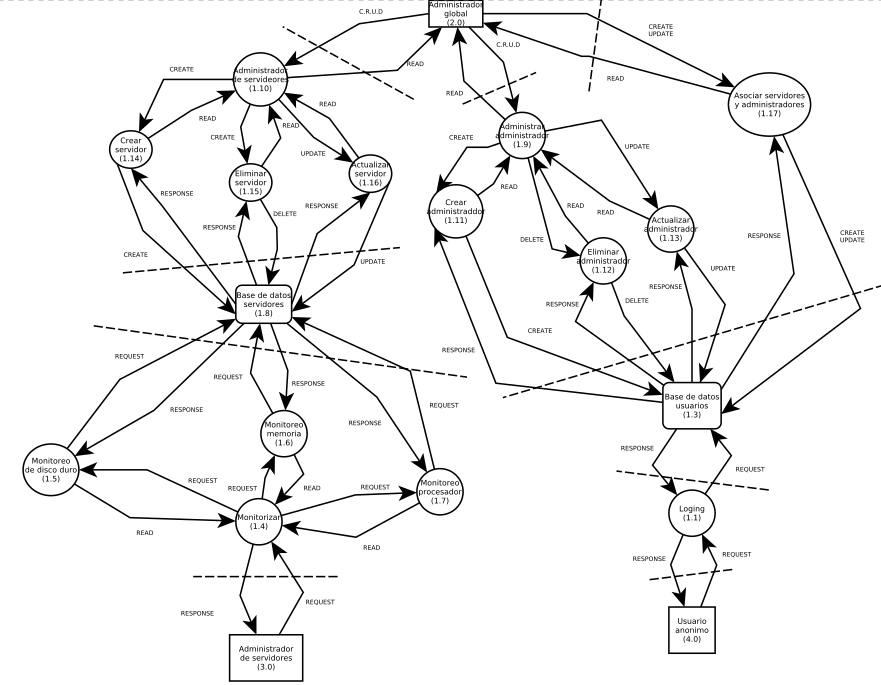 Administrador
global
(2.0)
C.R.U.D
C.R.U.D
CREATE
UPDATE
READ
READ
READ
Administrador
de servideores
(1.10)
CREATE
READ
CREATE
READ
READ
UPDATE
Asociar servidores
y administradores
(1.17)
Administrar
administrador
(1.9)
CREATE
READ
UPDATE
READ
READ
DELETE
Crear
servidor
(1.14)
Eliminar
servidor
(1.15)
Actualizar
servidor
(1.16)
RESPONSE
RESPONSE
DELETE
RESPONSE
CREATE
UPDATE
Crear
administraddor
(1.11)
Actualizar
administrador
(1.13)
Eliminar
administrador
(1.12)
RESPONSE
CREATE
UPDATE
RESPONSE
UPDATE
RESPONSE
DELETE
CREATE
RESPONSE
Base de datos
servidores
(1.8)
REQUEST
REQUEST
RESPONSE
RESPONSE
RESPONSE
REQUEST
Base de datos
usuarios
(1.3)
Monitoreo
memoria
(1.6)
Monitoreo
de disco duro
(1.5)
Monitoreo
procesador
(1.7)
REQUEST
REQUEST
READ
REQUEST
READ
READ
Monitorizar
(1.4)
RESPONSE
REQUEST
Loging
(1.1)
RESPONSE
REQUEST
RESPONSE
REQUEST
Administrador
de servidores
(3.0)
Usuario
anonimo
(4.0)